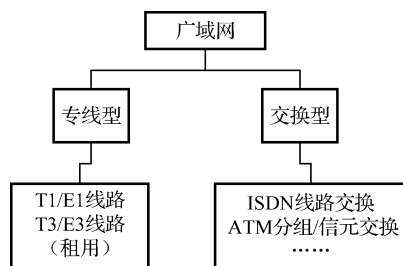 广域网
专线型
交换型
T1/E1线路
T3/E3线路
（租用）
ISDN线路交换
ATM分组/信元交换
……